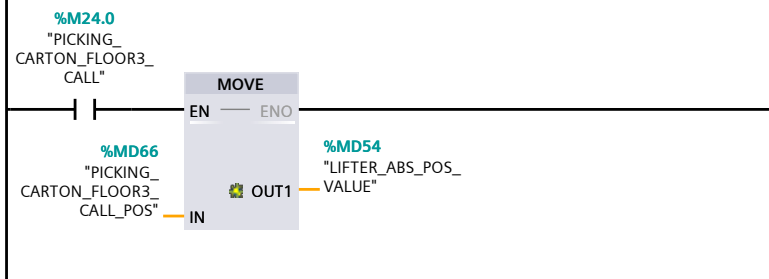 %M24.0
"PICKING_
CARTON_FLOOR3_
CALL"
MOVE
EN
ENO
%MD66
"PICKING_
CARTON_FLOOR3_
CALL_POS"
IN
OUT1
%MD54
"LIFTER_ABS_POS_
VALUE"